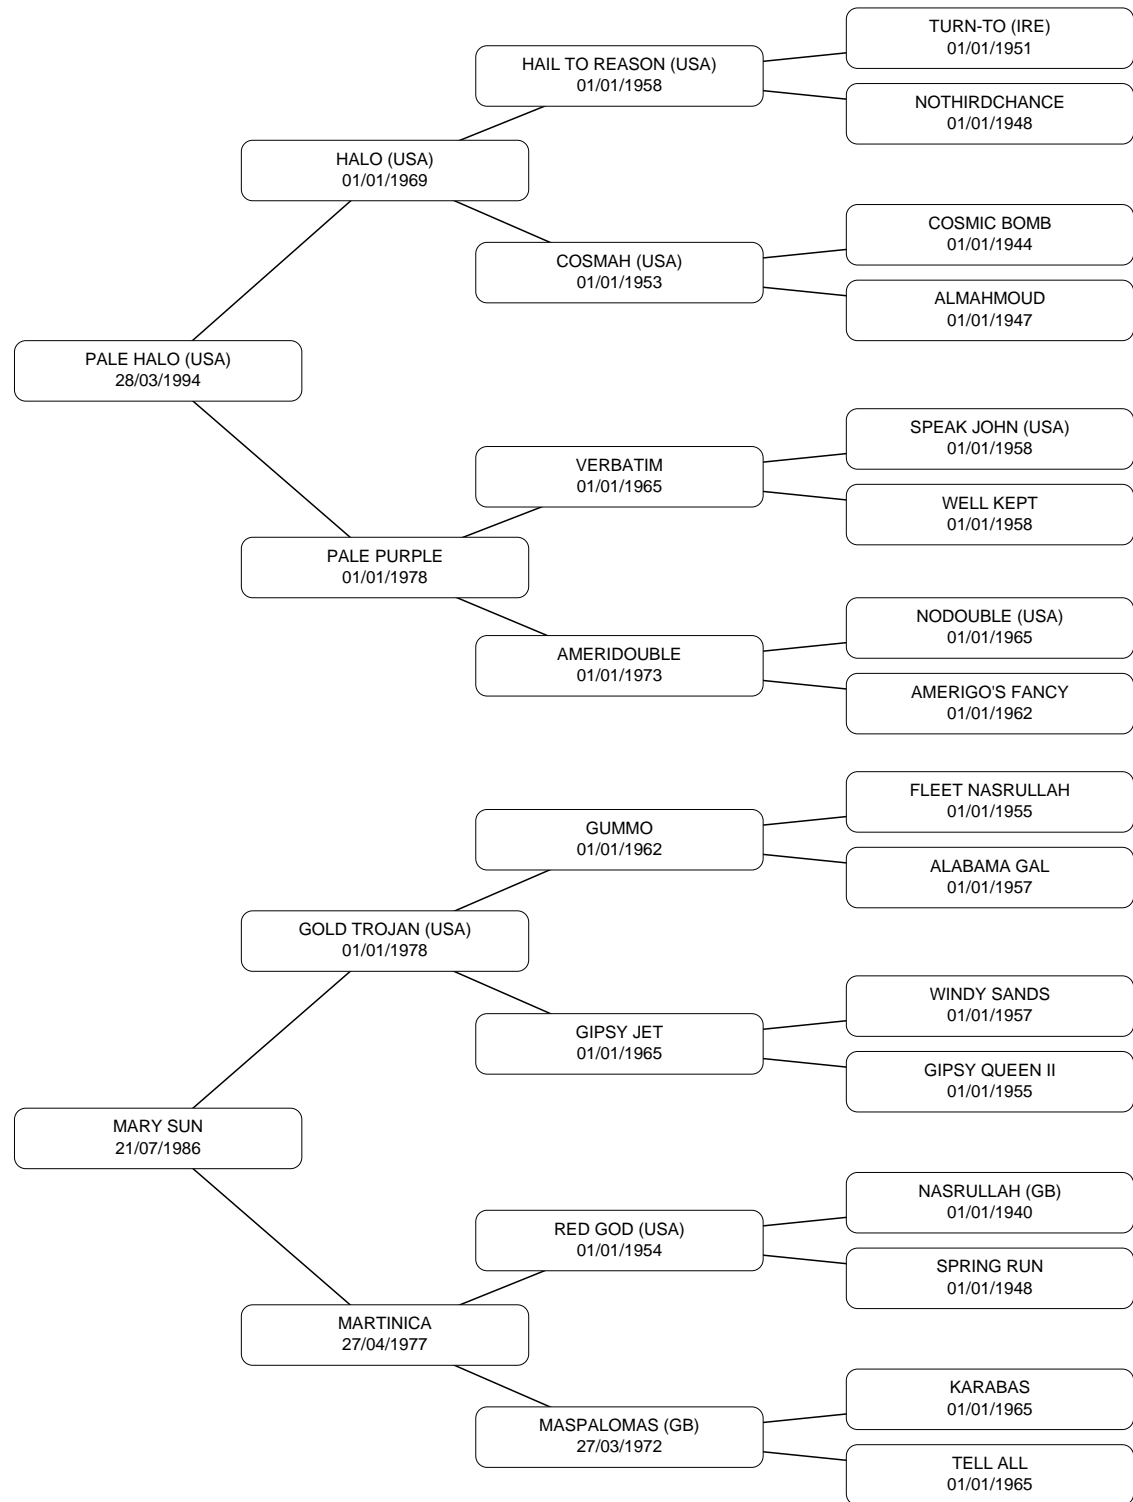 TURN-TO (IRE)
01/01/1951
HAIL TO REASON (USA)
01/01/1958
NOTHIRDCHANCE
01/01/1948
HALO (USA)
01/01/1969
COSMIC BOMB
01/01/1944
COSMAH (USA)
01/01/1953
ALMAHMOUD
01/01/1947
PALE HALO (USA)
28/03/1994
SPEAK JOHN (USA)
01/01/1958
VERBATIM
01/01/1965
WELL KEPT
01/01/1958
PALE PURPLE
01/01/1978
NODOUBLE (USA)
01/01/1965
AMERIDOUBLE
01/01/1973
AMERIGO'S FANCY
01/01/1962
FLEET NASRULLAH
01/01/1955
GUMMO
01/01/1962
ALABAMA GAL
01/01/1957
GOLD TROJAN (USA)
01/01/1978
WINDY SANDS
01/01/1957
GIPSY JET
01/01/1965
GIPSY QUEEN II
01/01/1955
MARY SUN
21/07/1986
NASRULLAH (GB)
01/01/1940
RED GOD (USA)
01/01/1954
SPRING RUN
01/01/1948
MARTINICA
27/04/1977
KARABAS
01/01/1965
MASPALOMAS (GB)
27/03/1972
TELL ALL
01/01/1965